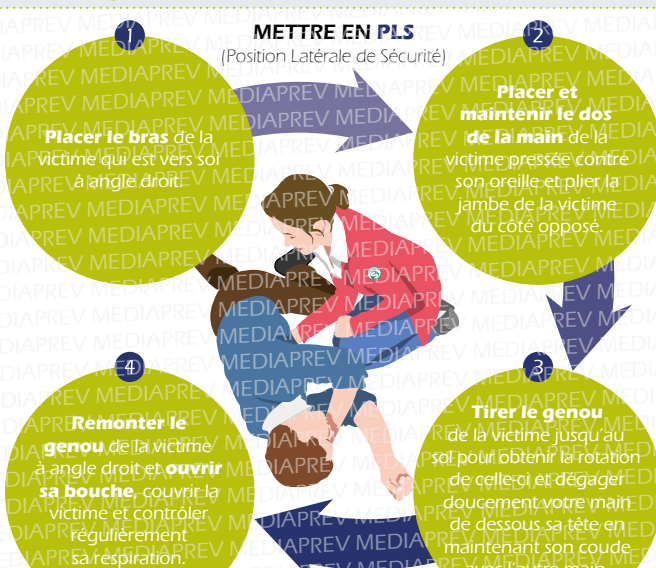 METTRE EN PLS
(Position Latérale de Sécurité)
1
Placer le bras de la
victime qui est vers soi
à angle droit.
2
Placer et
maintenir le dos
de la main de la
victime pressée contre
son oreille et plier la
jambe de la victime
du côté opposé.
3
Tirer le genou
de la victime jusqu'au
sol pour obtenir la rotation
de celle-ci et dégager
doucement votre main
de dessous sa tête en
maintenant son coude
avec l'autre main.
4
Remonter le
genou de la victime
à angle droit et ouvrir
sa bouche, couvrir la
victime et contrôler
régulièrement
sa respiration.
MEDIAPREV